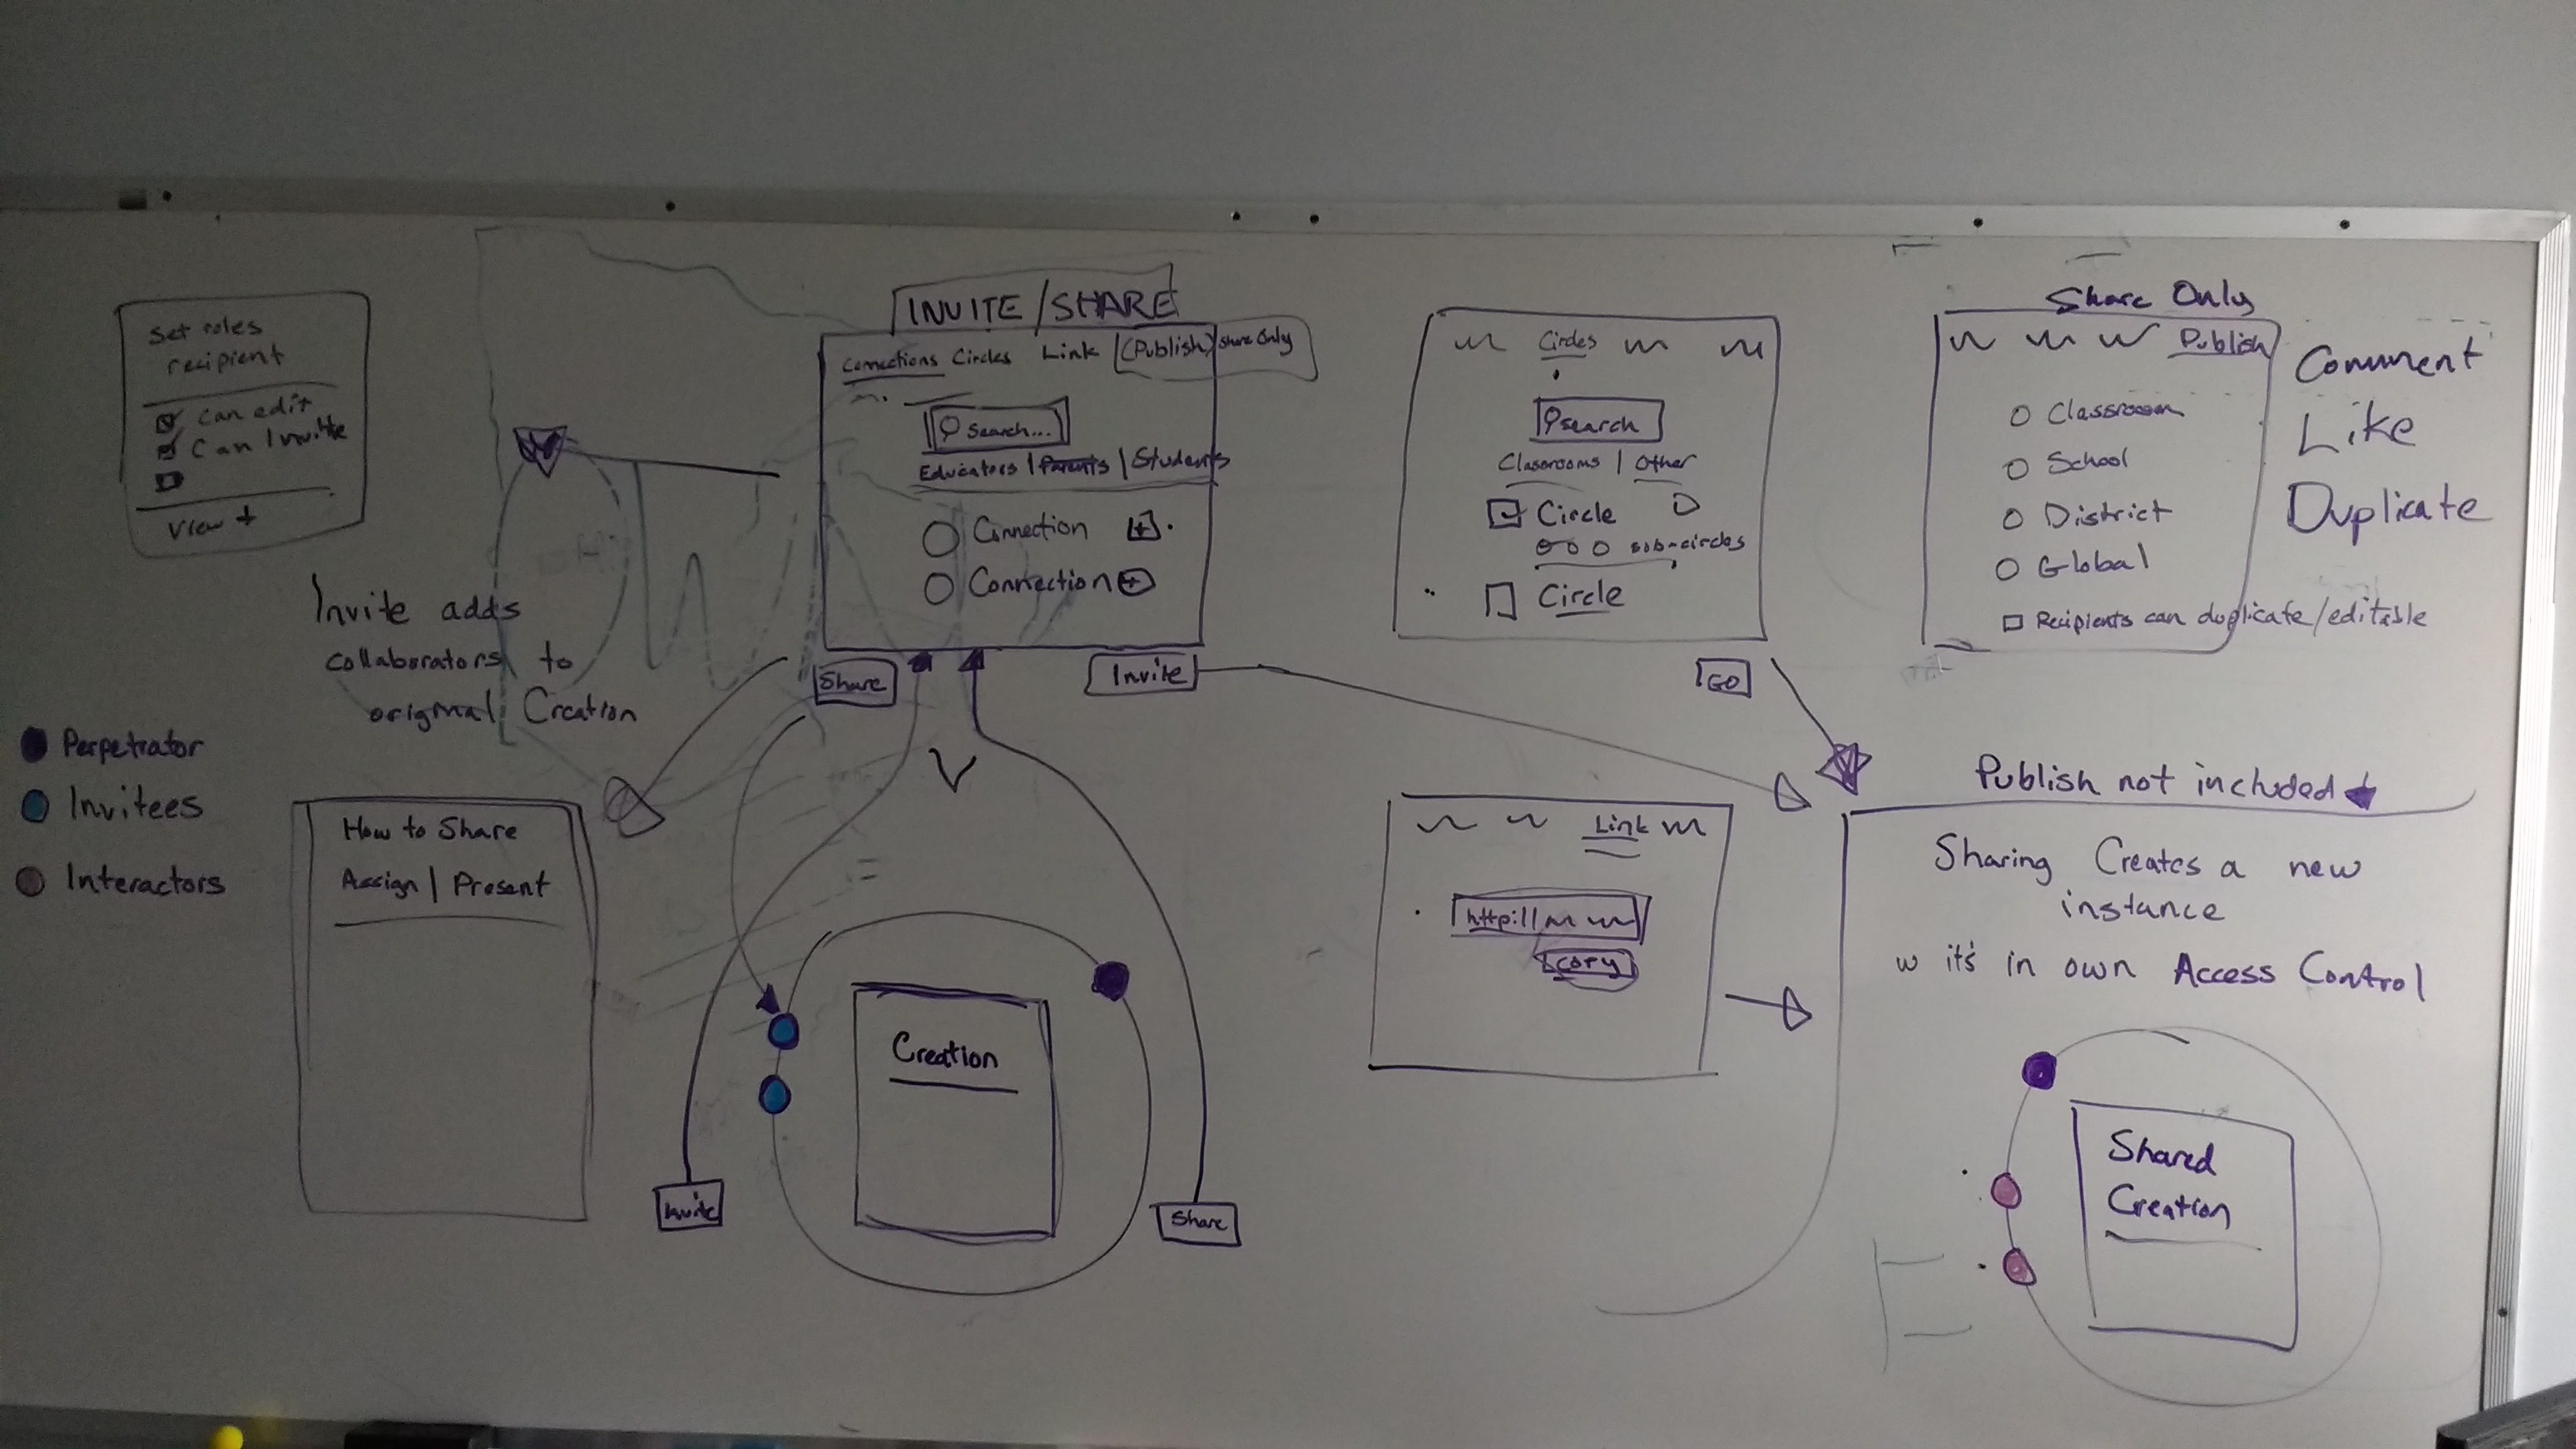 Set roles
recipient
can edit
Can Invite
View +
Invite adds
collaborators to
original Creation
Perpetrator
Invitees
Interactors
How to Share
Assign | Present
INVITE/SHARE
Connections Circles Link (Publish) Share Only
Search...
Educators | Parents | Students
Connection +
Connection +
Share
Invite
Creation
Invite
Share
Circles
Search
Classrooms | Other
Circle
sub-circles
Circle
GO
Link
http://
copy
Share Only
Publish
Classroom
School
District
Global
Recipients can duplicate/editable
Comment
Like
Duplicate
Publish not included
Sharing Creates a new
instance
w it's in own Access Control
Shared
Creation